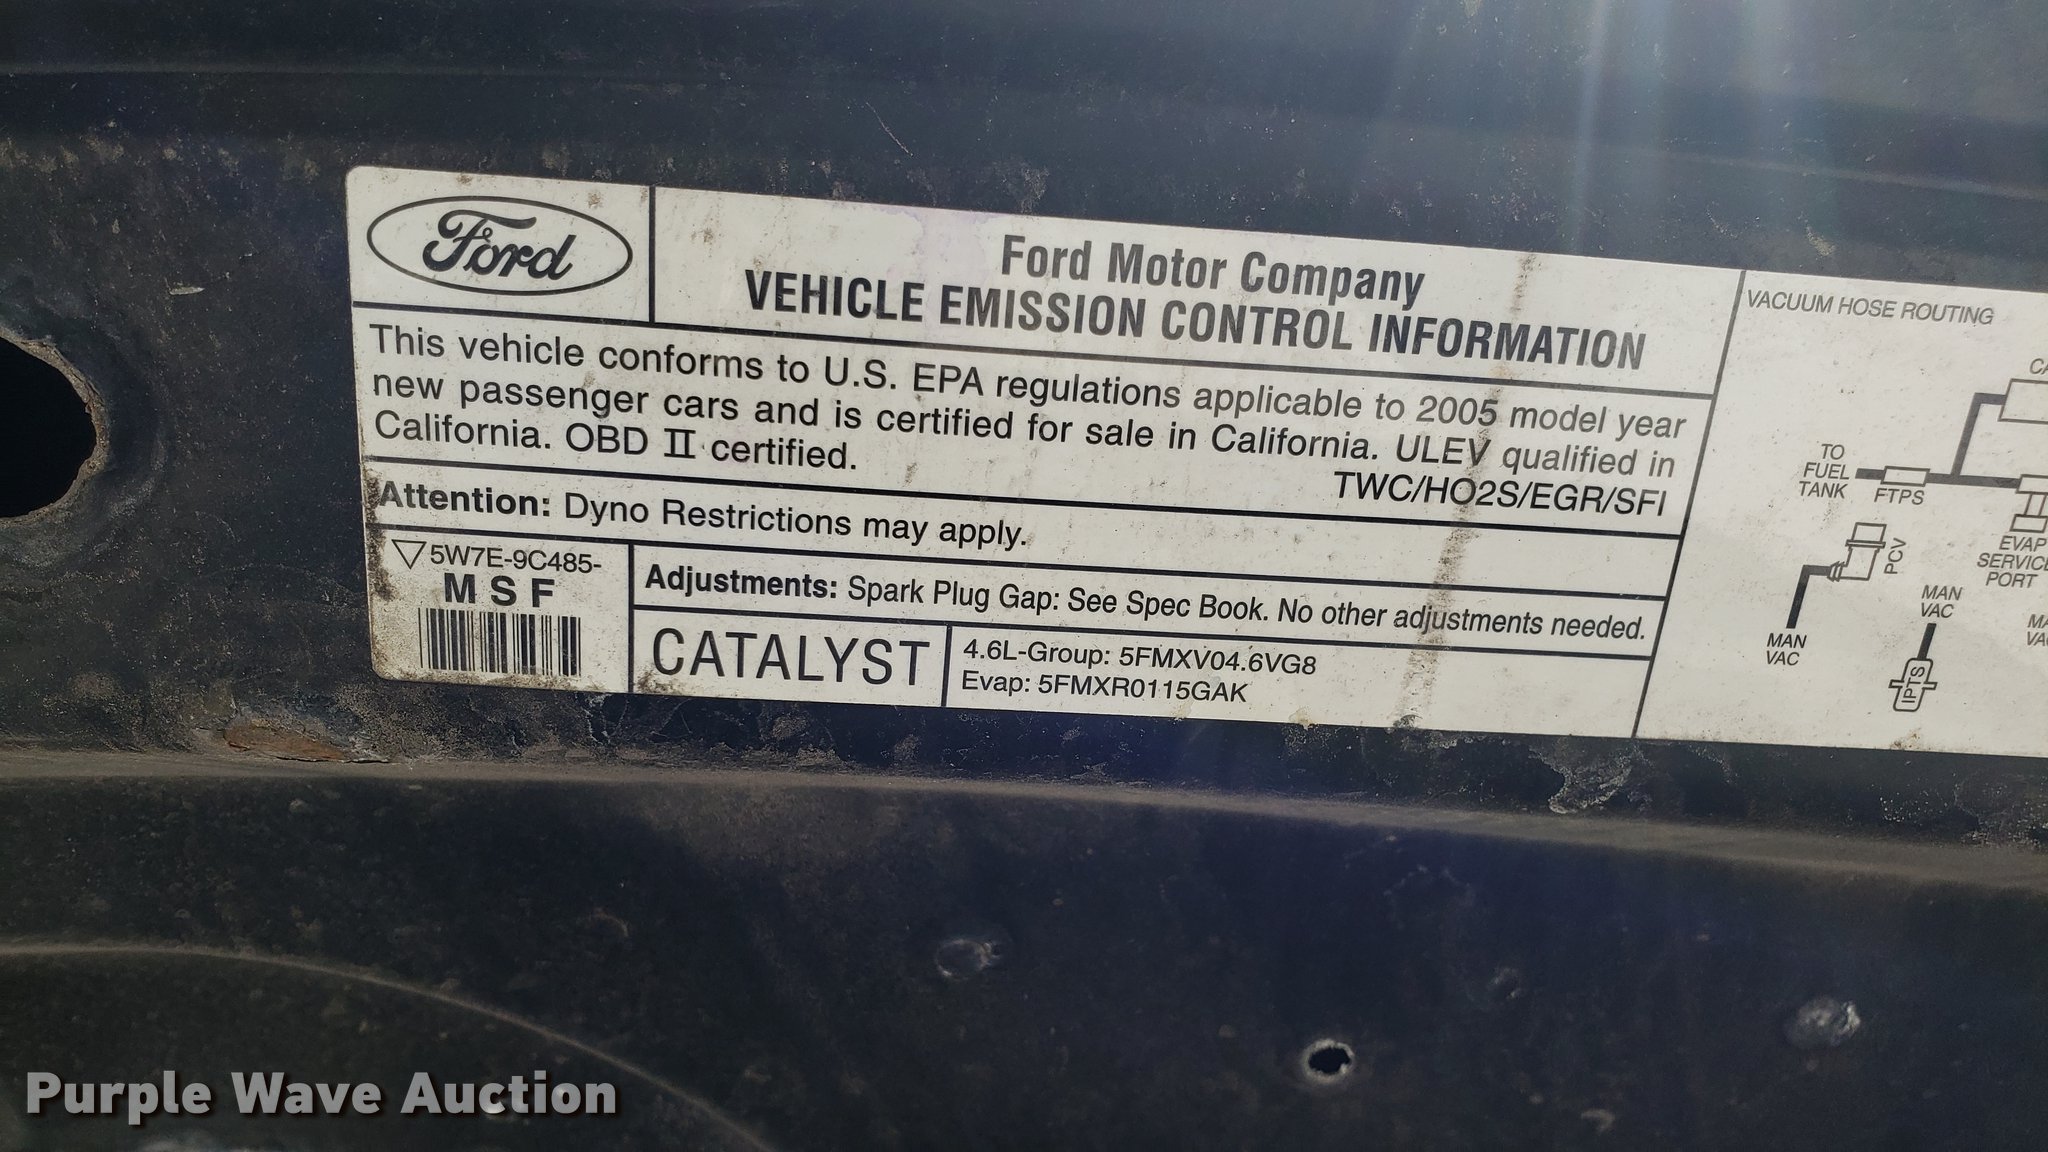 Ford
Ford Motor Company
VEHICLE EMISSION CONTROL INFORMATION
This vehicle conforms to U.S. EPA regulations applicable to 2005 model year
new passenger cars and is certified for sale in California. ULEV qualified in
California. OBD II certified.
TWC/HO2S/EGR/SFI
Attention: Dyno Restrictions may apply.
5W7E-9C485-
MSF
Adjustments: Spark Plug Gap: See Spec Book. No other adjustments needed.
CATALYST
4.6L-Group: 5FMXV04.6VG8
Evap: 5FMXR0115GAK
VACUUM HOSE ROUTING
TO
FUEL
TANK
FTPS
EVAP
SERVICE
PORT
PCV
MAN
VAC
MAN
VAC
IPTS
Purple Wave Auction